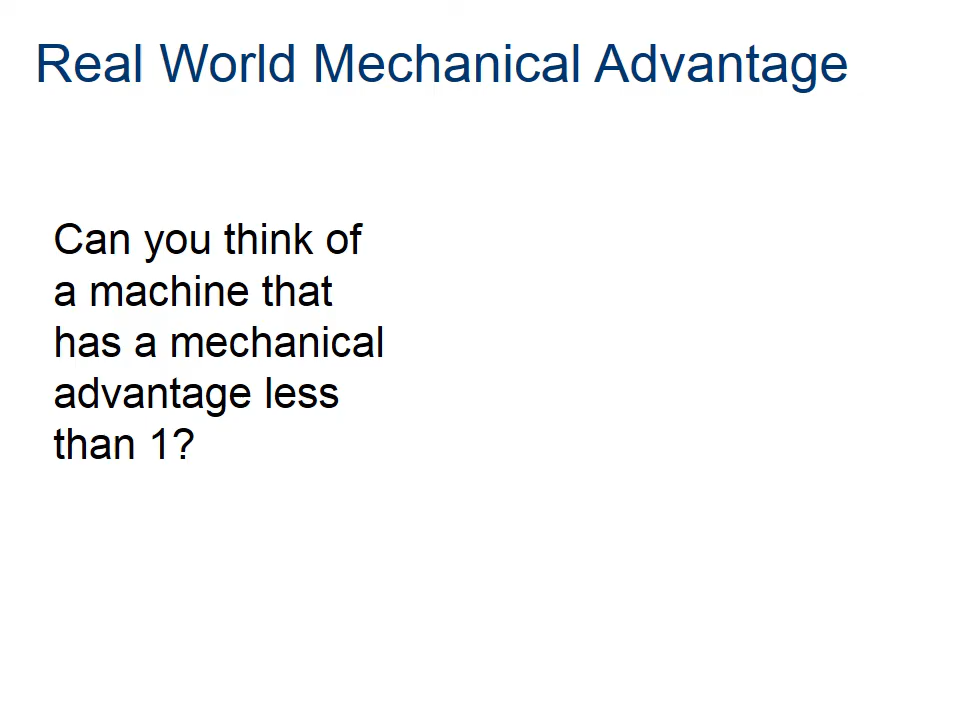 Real World Mechanical Advantage
Can you think of
a machine that
has a mechanical
advantage less
than 1?